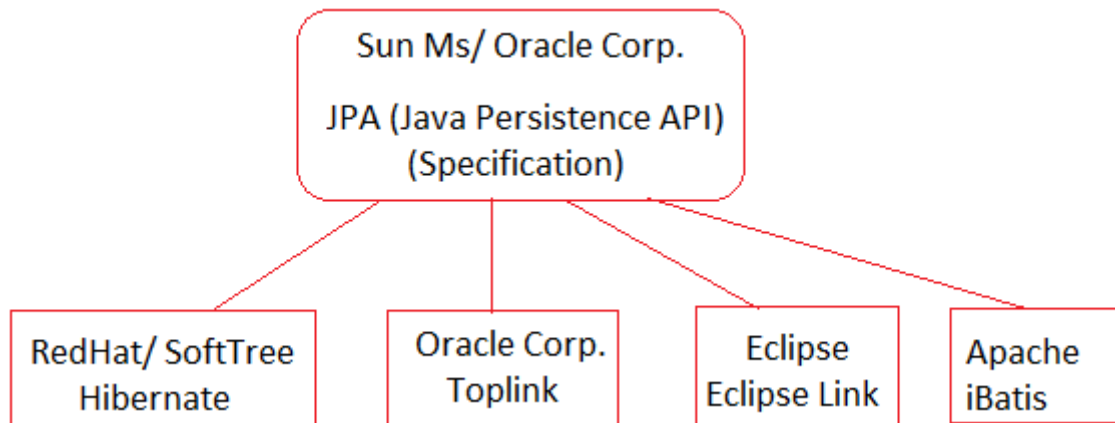 Sun Ms/ Oracle Corp.
JPA (Java Persistence API)
(Specification)
RedHat/ SoftTree
Hibernate
Oracle Corp.
Toplink
Eclipse
Eclipse Link
Apache
iBatis